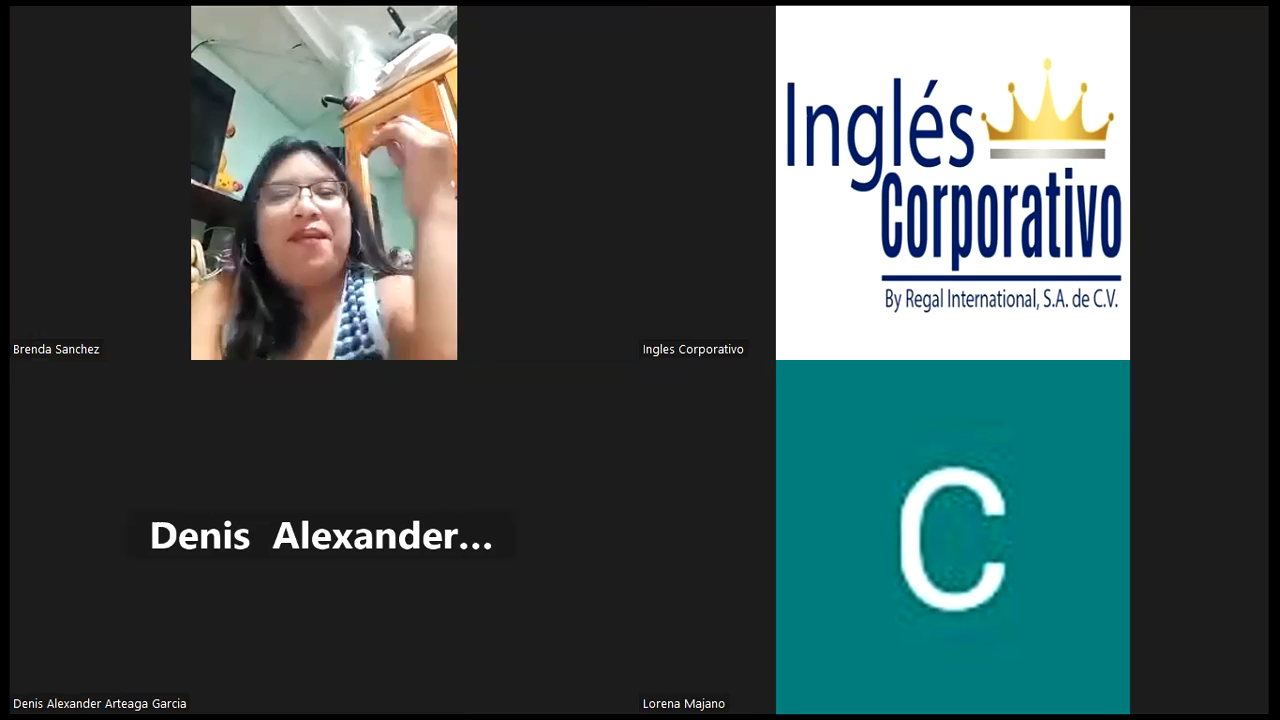 Inglés
Corporativo
By Regal International, S.A. de C.V.
Brenda Sanchez
Ingles Corporativo
Denis Alexander...
C
Denis Alexander Arteaga Garcia
Lorena Majano